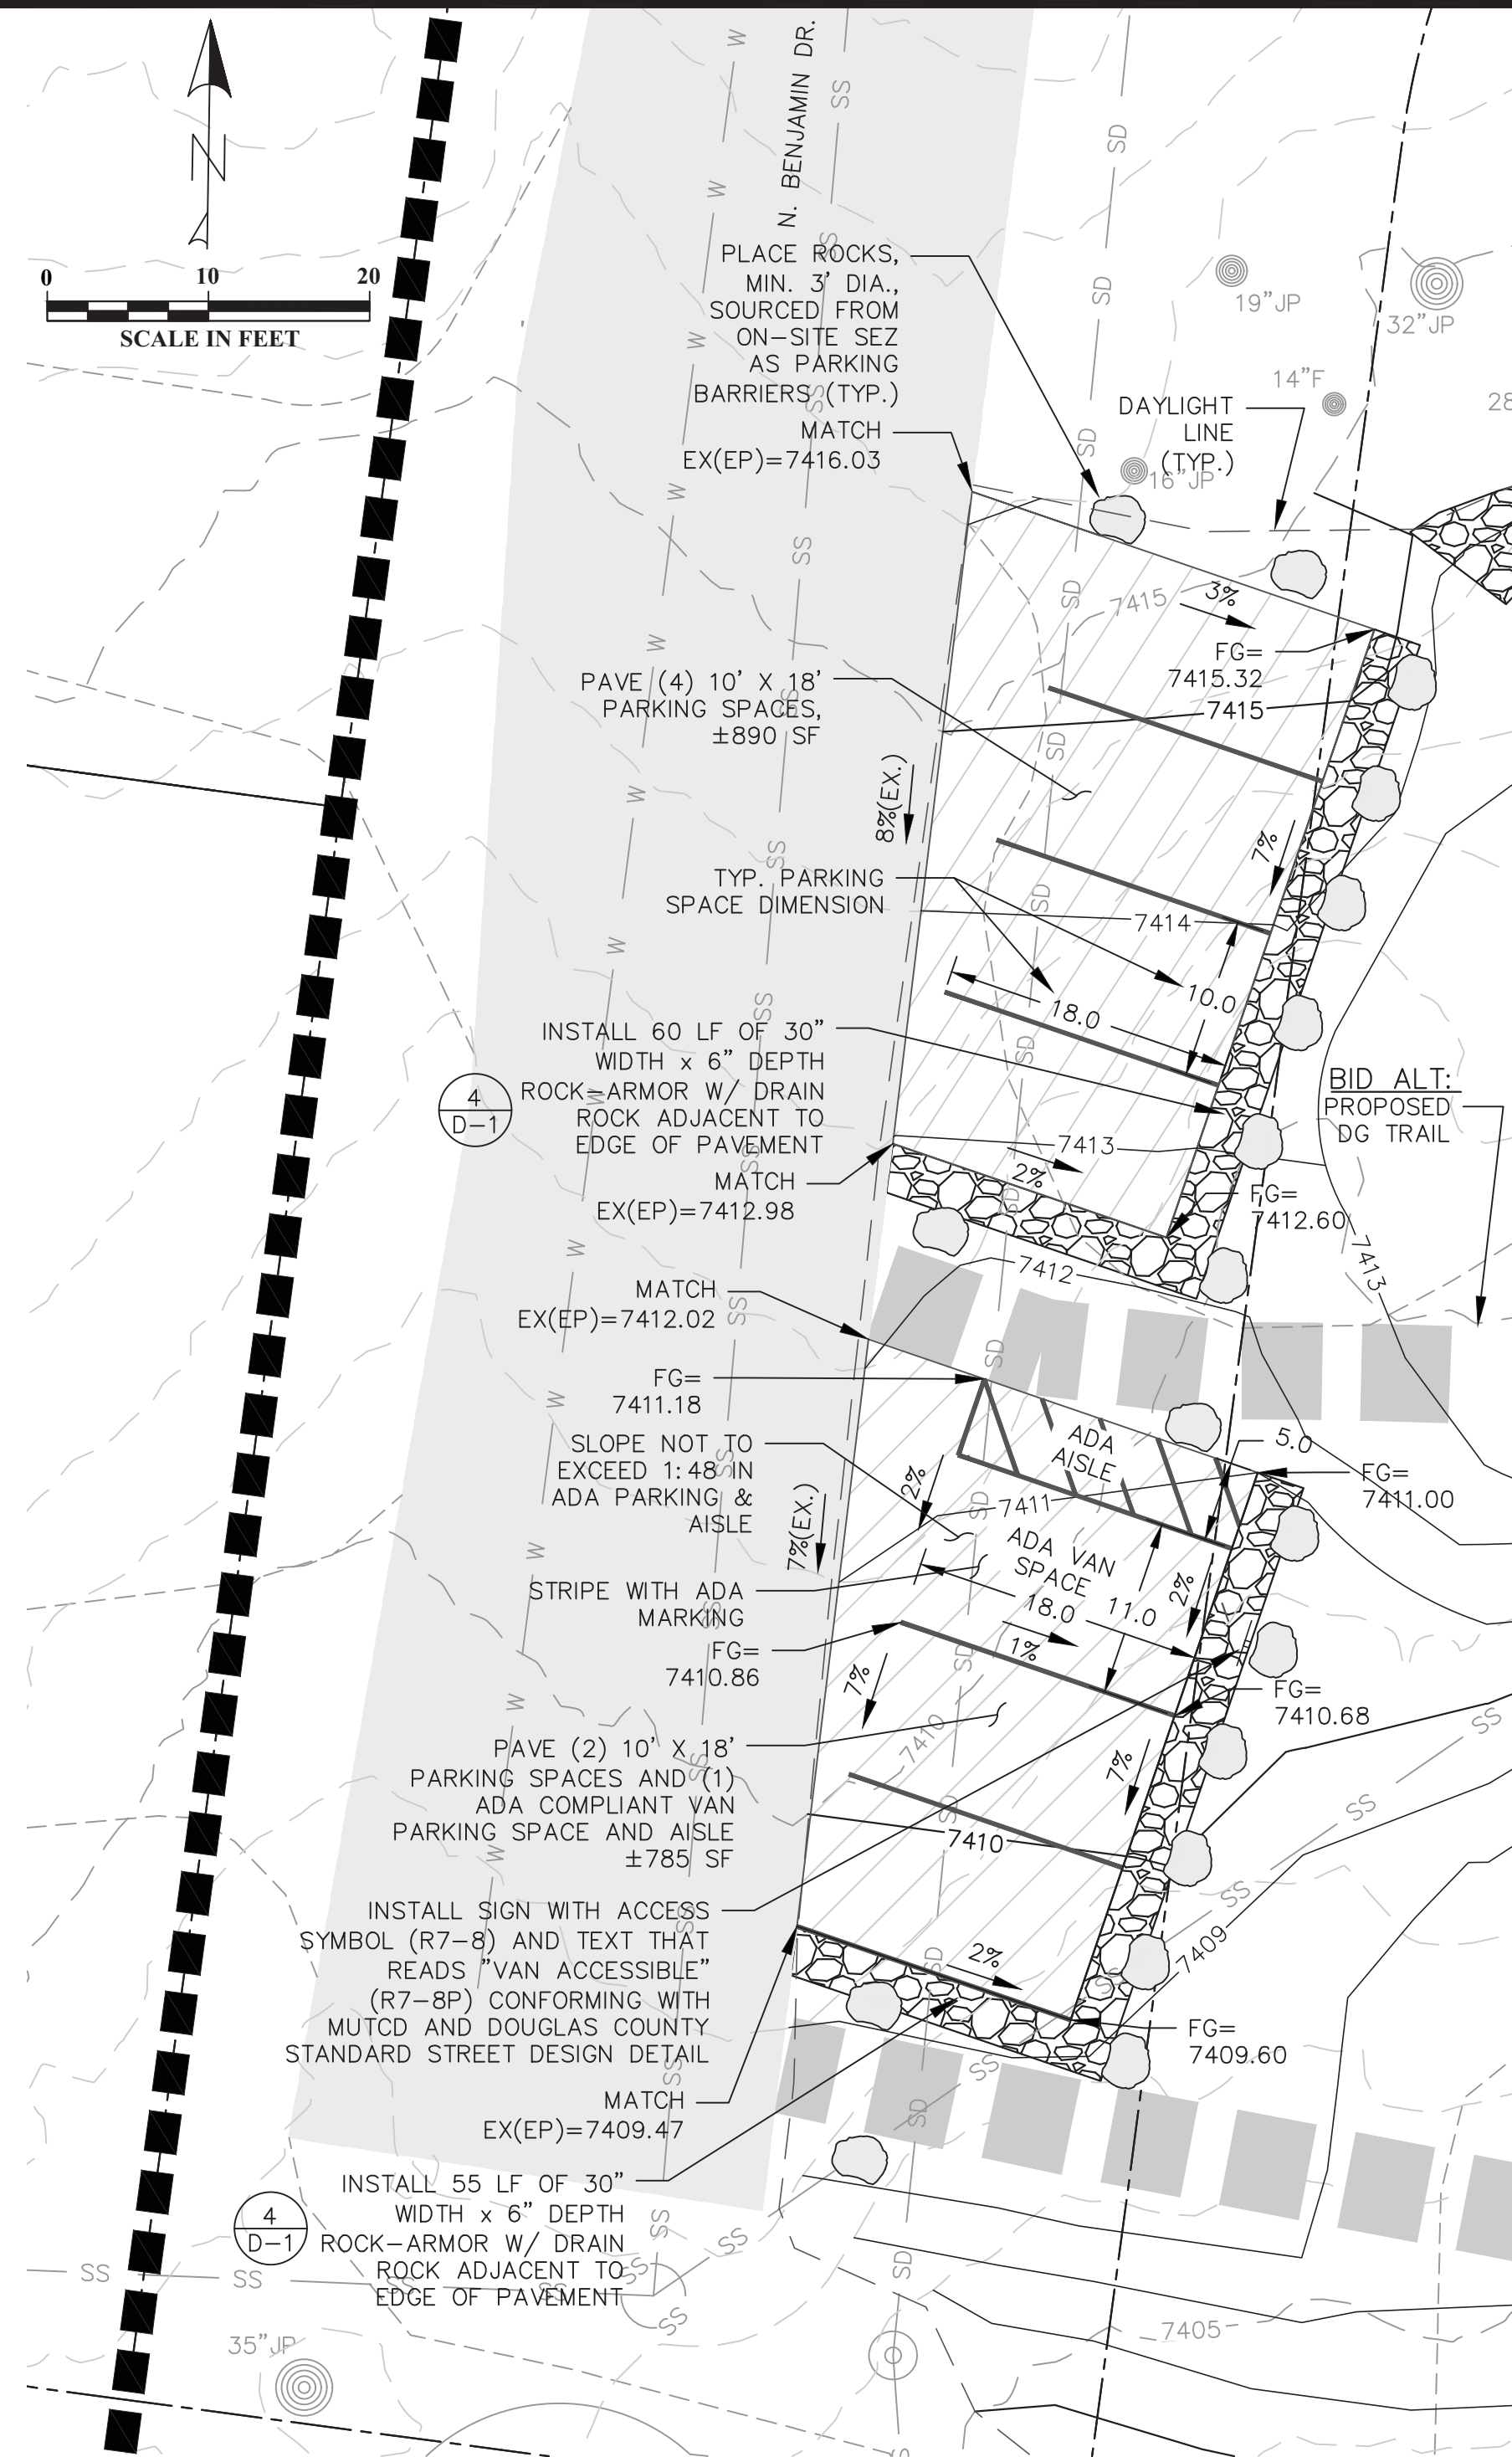 N. BENJAMIN DR.
N
0 10 20
SCALE IN FEET
PLACE ROCKS,
MIN. 3' DIA.,
SOURCED FROM
ON-SITE SEZ
AS PARKING
BARRIERS (TYP.)
MATCH
EX(EP)=7416.03
19"JP
32"JP
14"F
28
16"JP
DAYLIGHT
LINE
(TYP.)
7415
3%
FG=
7415.32
7415
PAVE (4) 10' X 18'
PARKING SPACES,
±890 SF
8%(EX.)
7%
TYP. PARKING
SPACE DIMENSION
7414
10.0
18.0
INSTALL 60 LF OF 30"
WIDTH x 6" DEPTH
ROCK-ARMOR W/ DRAIN
ROCK ADJACENT TO
EDGE OF PAVEMENT
4
D-1
BID ALT:
PROPOSED
DG TRAIL
7413
2%
MATCH
EX(EP)=7412.98
FG=
7412.60
7413
7412
MATCH
EX(EP)=7412.02
FG=
7411.18
SLOPE NOT TO
EXCEED 1:48 IN
ADA PARKING &
AISLE
ADA
AISLE
5.0
FG=
7411.00
2%
7411
7%(EX.)
ADA VAN
SPACE
18.0
11.0
2%
STRIPE WITH ADA
MARKING
FG=
7410.86
1%
7%
FG=
7410.68
7410
7%
PAVE (2) 10' X 18'
PARKING SPACES AND (1)
ADA COMPLIANT VAN
PARKING SPACE AND AISLE
±785 SF
7410
INSTALL SIGN WITH ACCESS
SYMBOL (R7-8) AND TEXT THAT
READS "VAN ACCESSIBLE"
(R7-8P) CONFORMING WITH
MUTCD AND DOUGLAS COUNTY
STANDARD STREET DESIGN DETAIL
2%
7409
FG=
7409.60
MATCH
EX(EP)=7409.47
INSTALL 55 LF OF 30"
WIDTH x 6" DEPTH
ROCK-ARMOR W/ DRAIN
ROCK ADJACENT TO
EDGE OF PAVEMENT
4
D-1
35"JP
7405
W
SS
SD